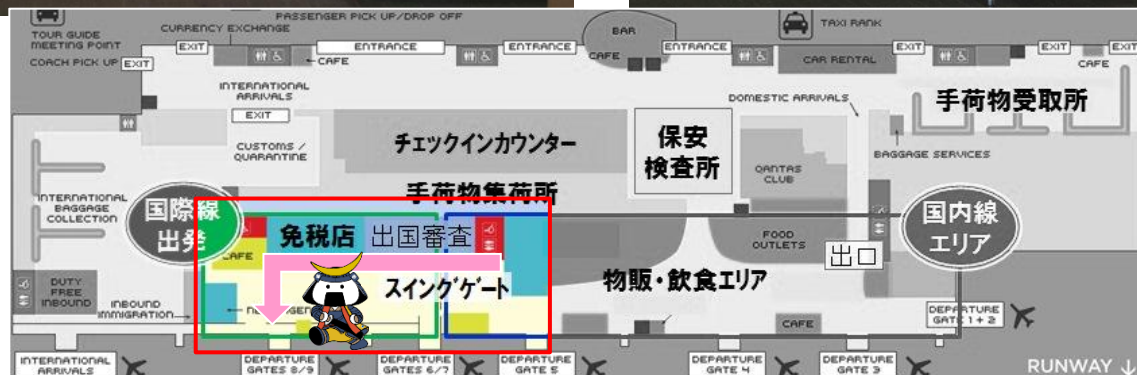 TOUR GUIDE
MEETING POINT
COACH PICK UP
EXIT
CURRENCY EXCHANGE
PASSENGER PICK UP/DROP OFF
EXIT
CAFE
ENTRANCE
ENTRANCE
BAR
CAFE
ENTRANCE
TAXI RANK
CAR RENTAL
EXIT
EXIT
EXIT
CAFE
INTERNATIONAL
ARRIVALS
EXIT
CUSTOMS /
QUARANTINE
チェックインカウンター
保安
検査所
DOMESTIC ARRIVALS
手荷物受取所
BAGGAGE SERVICES
QANTAS
CLUB
手荷物集荷所
INTERNATIONAL
BAGGAGE
COLLECTION
国際線
出発
免税店
出国審査
CAFE
スイングゲート
物販・飲食エリア
FOOD
OUTLETS
出口
国内線
エリア
DUTY
FREE
INBOUND
INBOUND
IMMIGRATION
CAFE
DEPARTURE
GATE 1+2
INTERNATIONAL
ARRIVALS
DEPARTURE
GATES 8/9
DEPARTURE
GATES 6/7
DEPARTURE
GATE 5
DEPARTURE
GATE 4
DEPARTURE
GATE 3
RUNWAY ↓